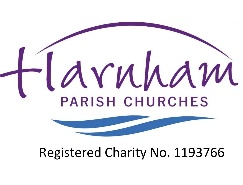 Harnham
PARISH CHURCHES
Registered Charity No. 1193766